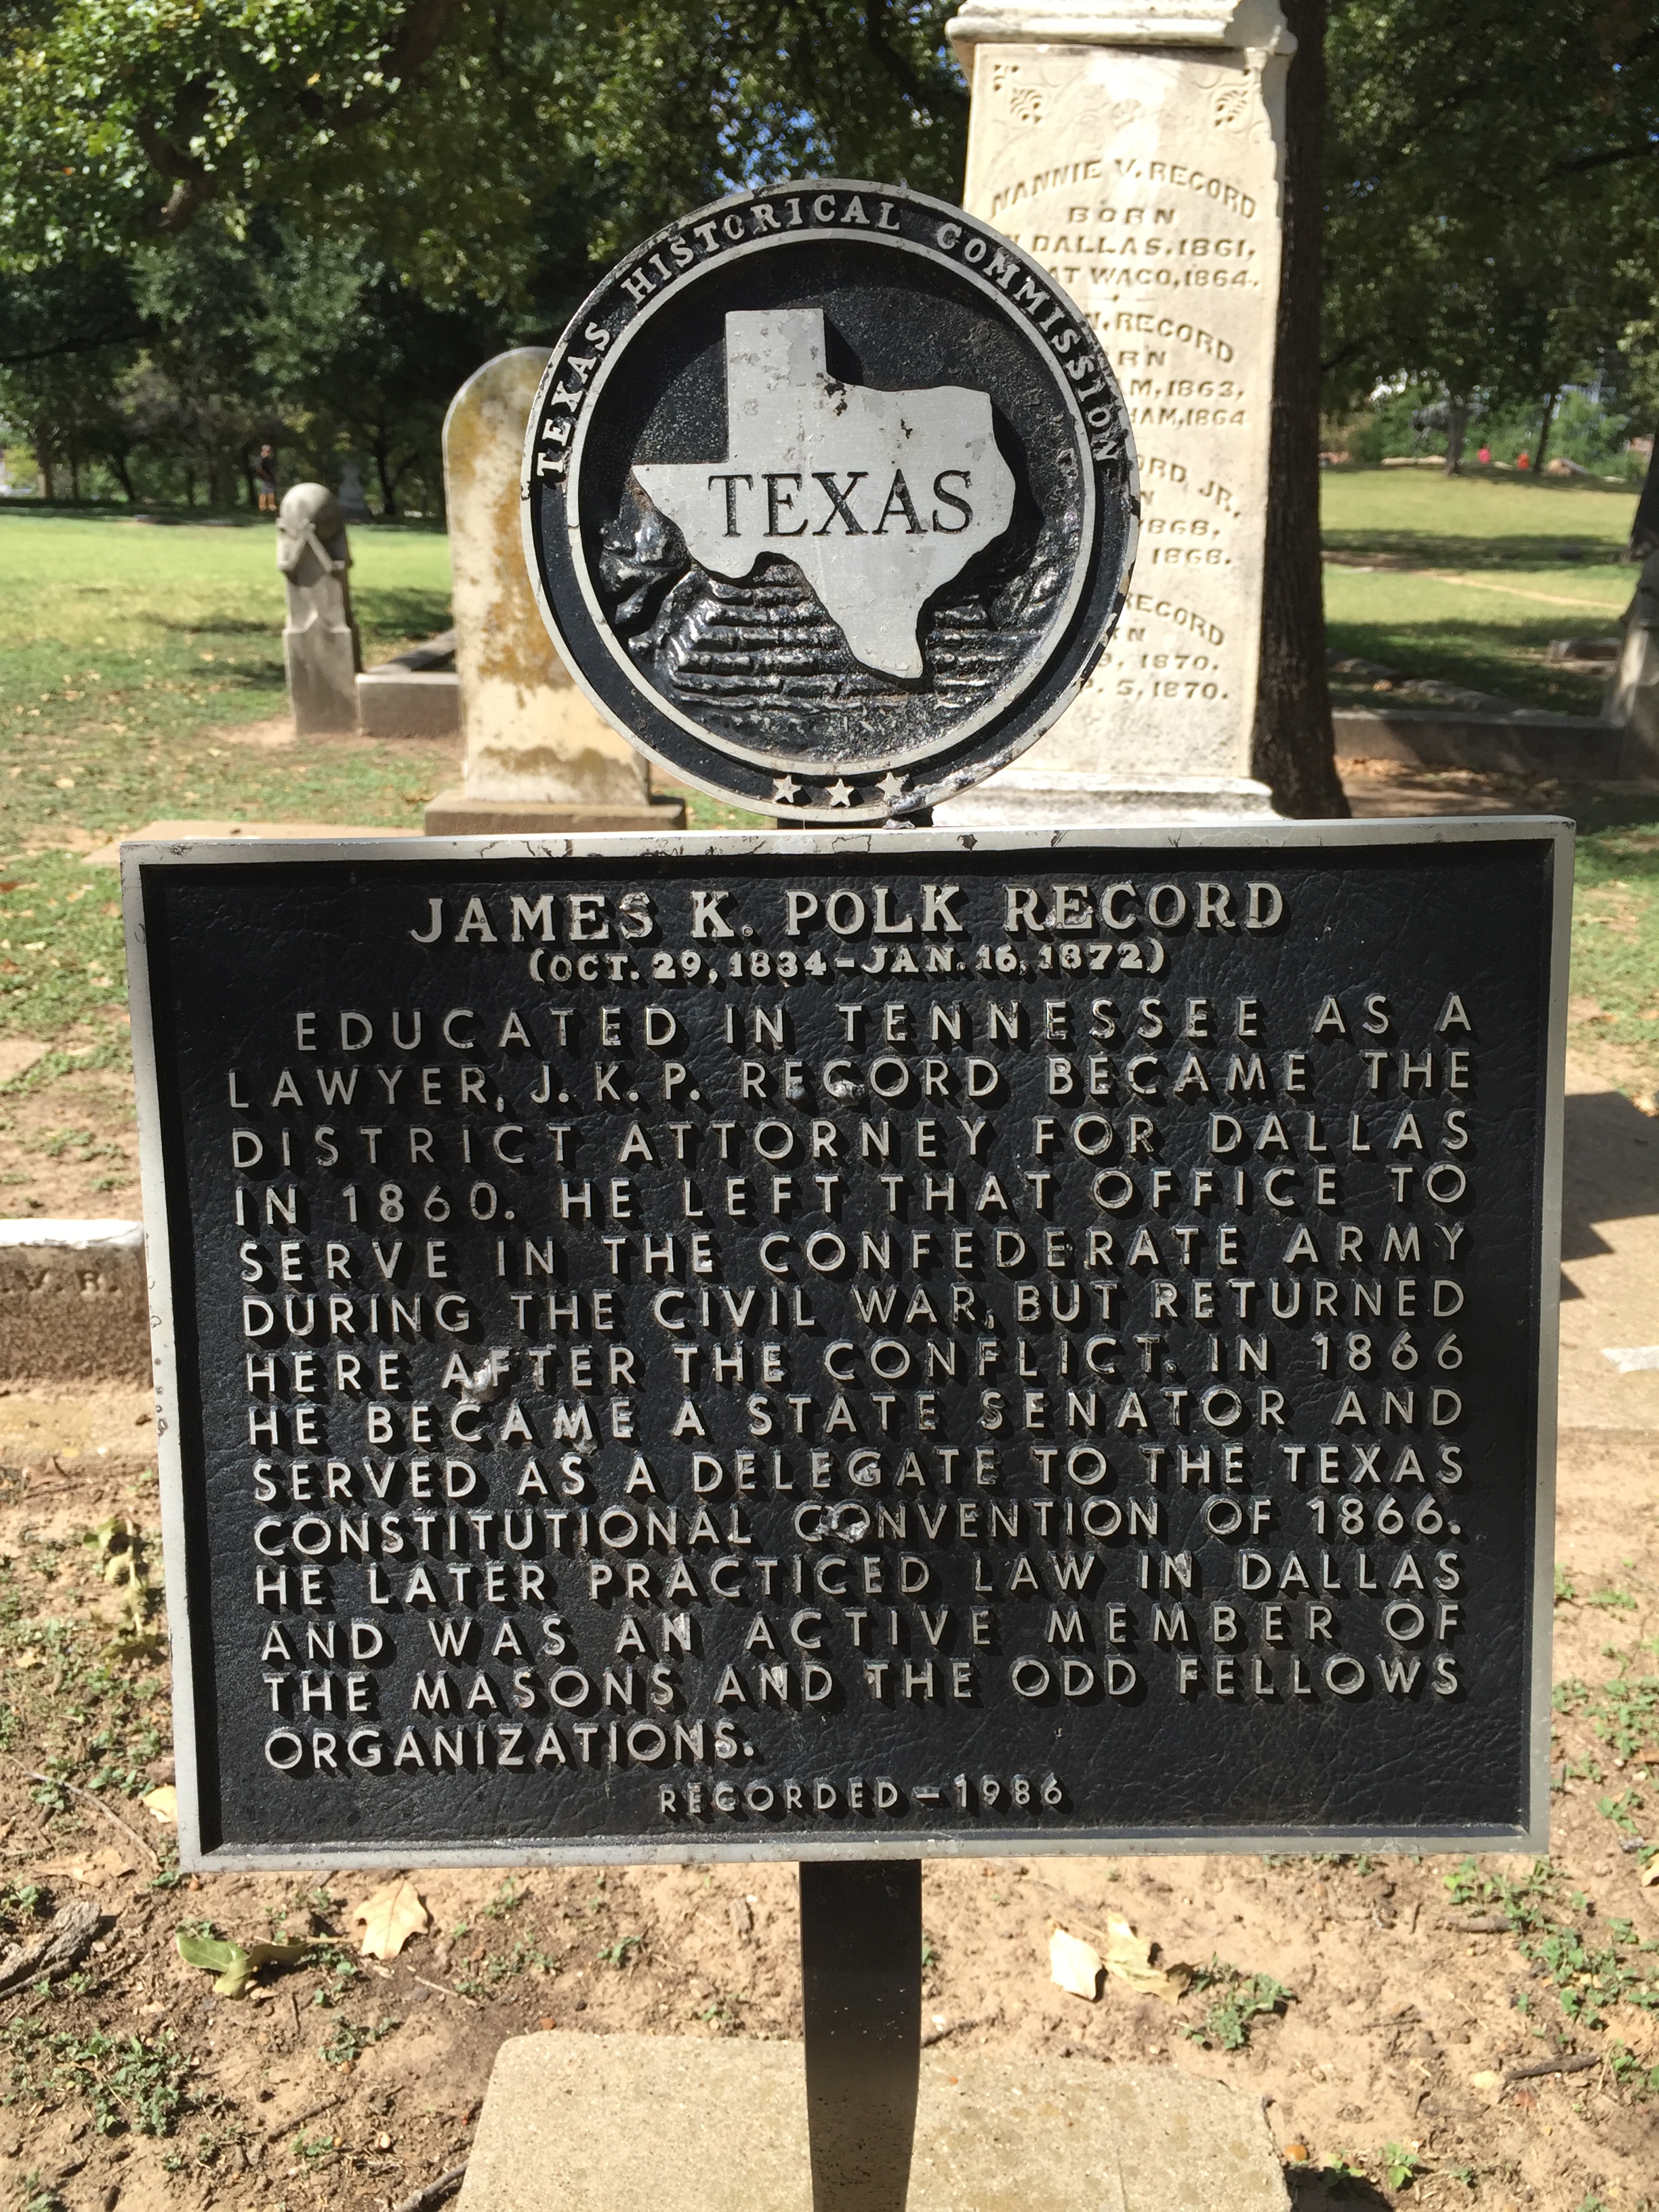 NANNIE V. RECORD
BORN
DALLAS, 1861,
AT WACO, 1864.
RECORD
1863,
1864
JR.
1868,
1868.
RECORD
1870.
5, 1870.
TEXAS HISTORICAL COMMISSION
TEXAS
JAMES K. POLK RECORD
(OCT. 29, 1834-JAN. 16, 1872)
EDUCATED IN TENNESSEE AS A
LAWYER, J. K. P. RECORD BECAME THE
DISTRICT ATTORNEY FOR DALLAS
IN 1860. HE LEFT THAT OFFICE TO
SERVE IN THE CONFEDERATE ARMY
DURING THE CIVIL WAR, BUT RETURNED
HERE AFTER THE CONFLICT. IN 1866
HE BECAME A STATE SENATOR AND
SERVED AS A DELEGATE TO THE TEXAS
CONSTITUTIONAL CONVENTION OF 1866.
HE LATER PRACTICED LAW IN DALLAS
AND WAS AN ACTIVE MEMBER OF
THE MASONS AND THE ODD FELLOWS
ORGANIZATIONS.
RECORDED-1986